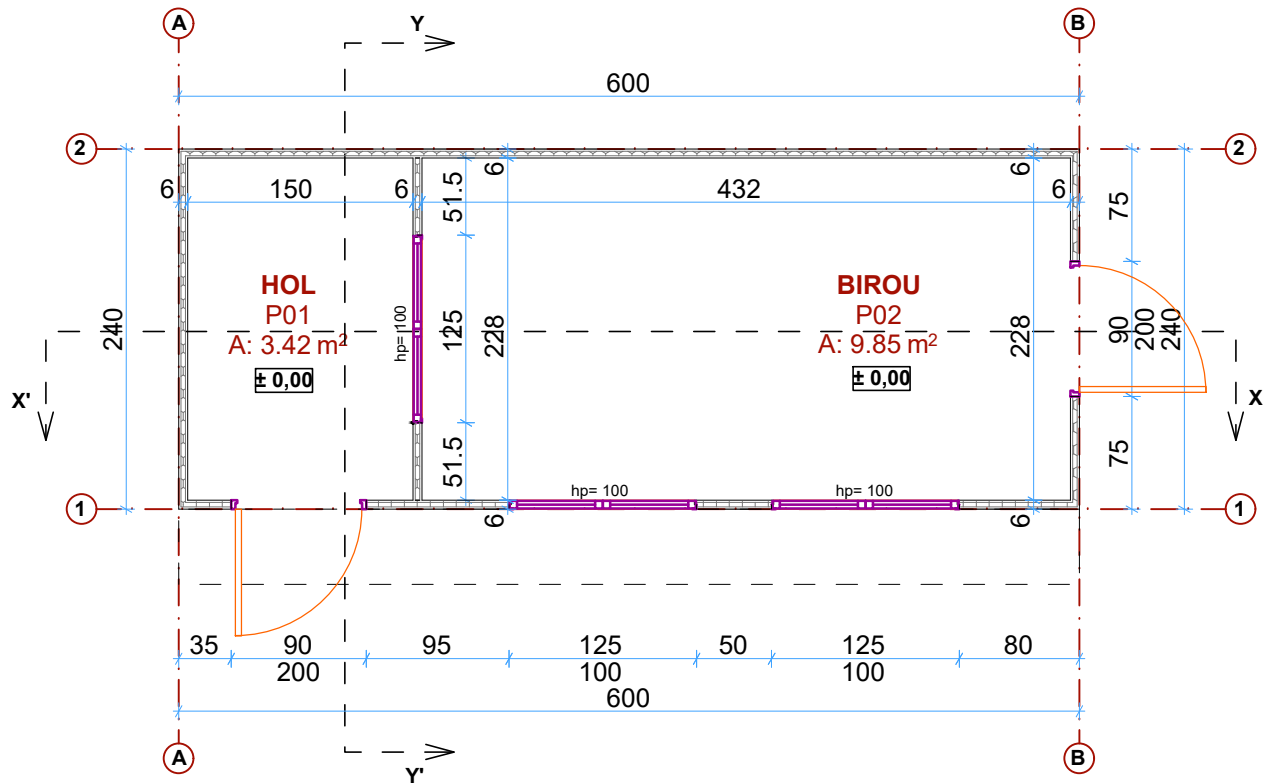 A
Y
B
600
2
2
6
150
6
51.5
6
432
6
6
75
HOL
P01
A: 3.42 m²
± 0,00
BIROU
P02
A: 9.85 m²
± 0,00
240
hp= 100
125
228
228
90
200
240
X'
X
51.5
75
hp= 100
hp= 100
1
1
6
6
35
90
95
125
50
125
80
200
100
100
600
A
Y'
B